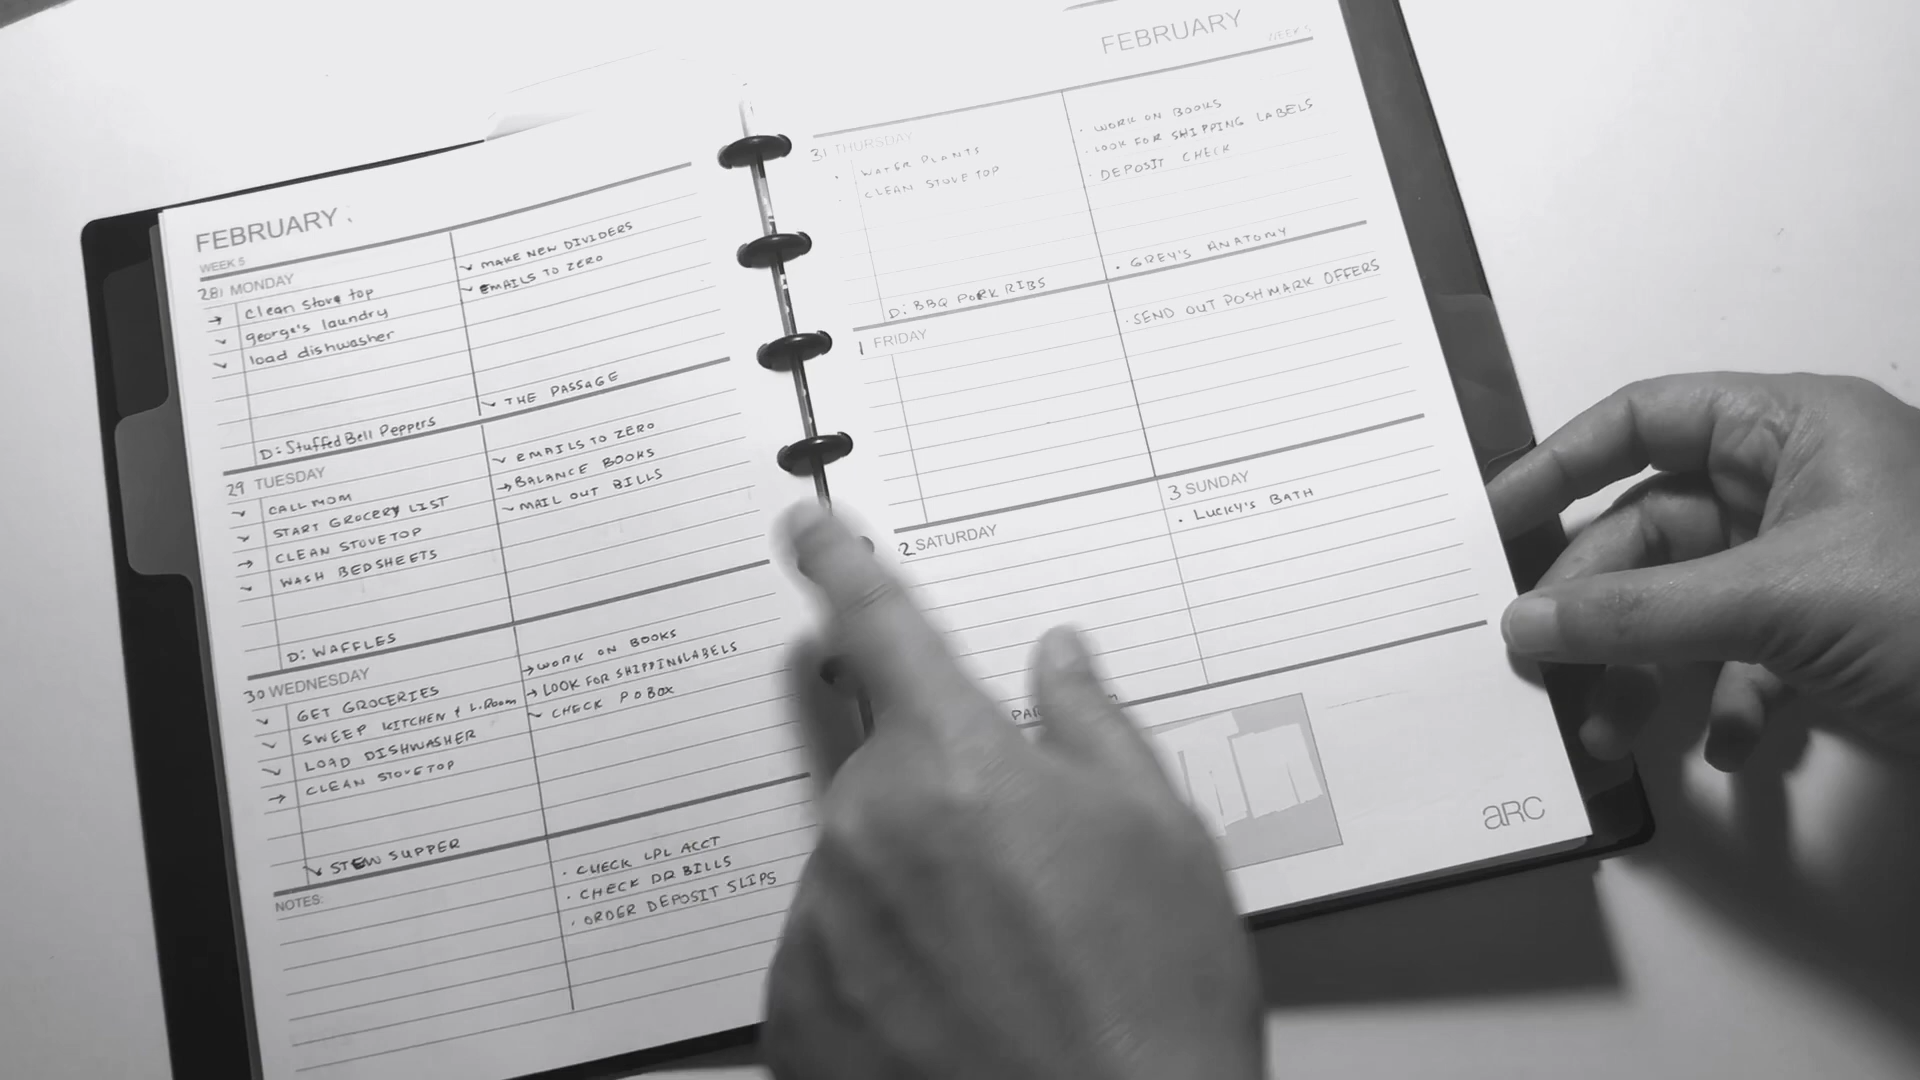 FEBRUARY
WEEK 5
28 MONDAY
clean stove top
george's laundry
load dishwasher
D: Stuffed Bell Peppers
MAKE NEW DIVIDERS
EMAILS TO ZERO
THE PASSAGE
29 TUESDAY
CALL MOM
START GROCERY LIST
CLEAN STOVETOP
WASH BEDSHEETS
D: WAFFLES
EMAILS TO ZERO
BALANCE BOOKS
MAIL OUT BILLS
30 WEDNESDAY
GET GROCERIES
SWEEP KITCHEN & L.Room
LOAD DISHWASHER
CLEAN STOVETOP
STEW SUPPER
WORK ON BOOKS
LOOK FOR SHIPPING LABELS
CHECK PO BOX
NOTES:
CHECK LPL ACCT
CHECK DR BILLS
ORDER DEPOSIT SLIPS
FEBRUARY
WEEK 5
31 THURSDAY
WATER PLANTS
CLEAN STOVE TOP
D: BBQ PORK RIBS
WORK ON BOOKS
LOOK FOR SHIPPING LABELS
DEPOSIT CHECK
GREY'S ANATOMY
1 FRIDAY
SEND OUT POSHMARK OFFERS
2 SATURDAY
3 SUNDAY
LUCKY'S BATH
ARC